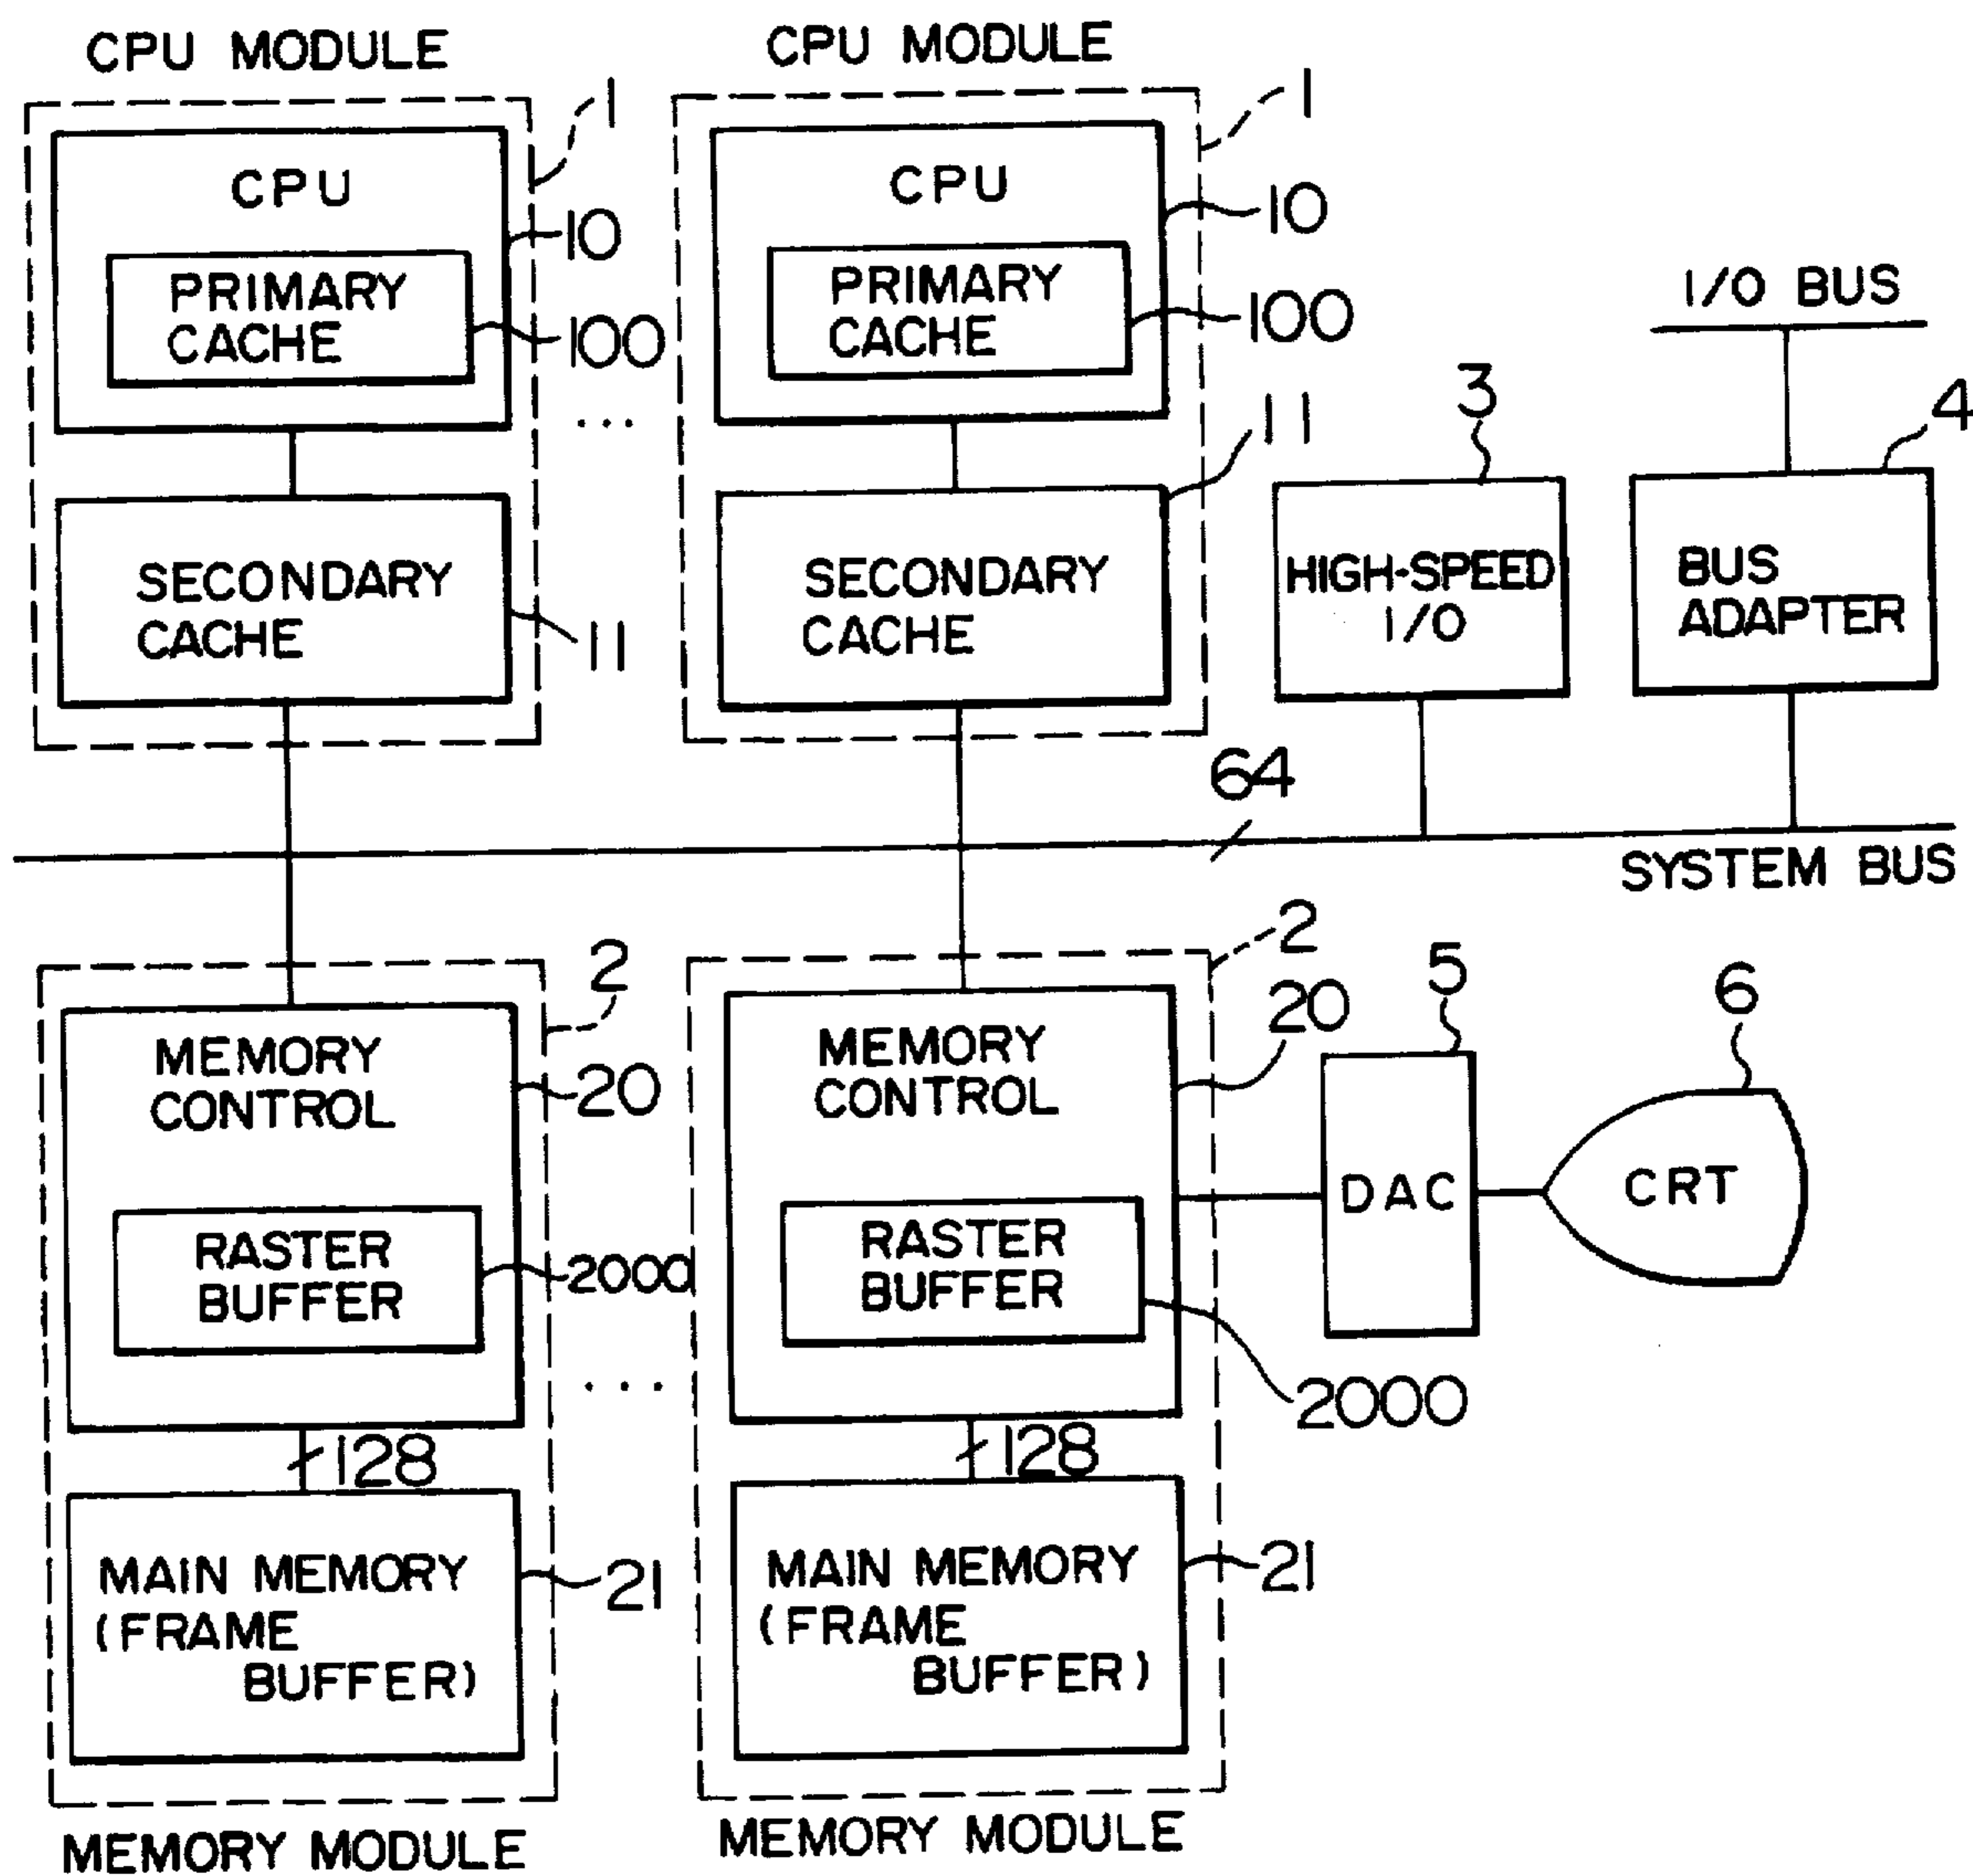 CPU MODULE
1
CPU
10
PRIMARY
CACHE
100
...
SECONDARY
CACHE
11
CPU MODULE
1
CPU
10
PRIMARY
CACHE
100
11
SECONDARY
CACHE
3
HIGH-SPEED
I/O
I/O BUS
4
BUS
ADAPTER
64
SYSTEM BUS
2
MEMORY
CONTROL
20
RASTER
BUFFER
2000
...
128
MAIN MEMORY
(FRAME
BUFFER)
21
MEMORY MODULE
2
20
MEMORY
CONTROL
RASTER
BUFFER
2000
128
MAIN MEMORY
(FRAME
BUFFER)
21
MEMORY MODULE
5
DAC
6
CRT